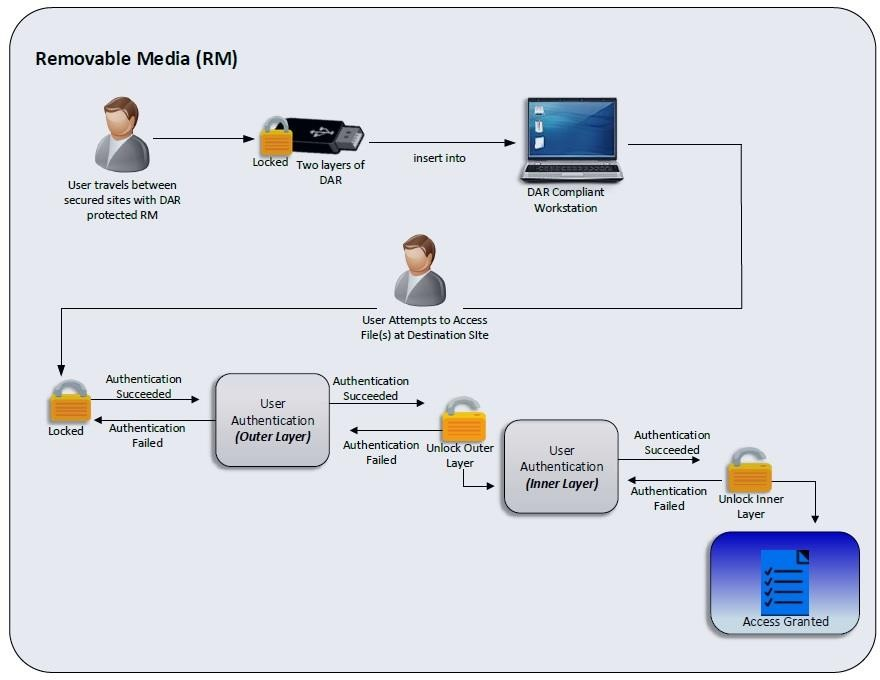 Removable Media (RM)
Locked
Two layers of
DAR
insert into
User travels between
secured sites with DAR
protected RM
DAR Compliant
Workstation
User Attempts to Access
File(s) at Destination SIte
Authentication
Succeeded
Locked
Authentication
Failed
User
Authentication
(Outer Layer)
Authentication
Succeeded
Authentication
Failed
Unlock Outer
Layer
User
Authentication
(Inner Layer)
Authentication
Succeeded
Authentication
Failed
Unlock Inner
Layer
Access Granted